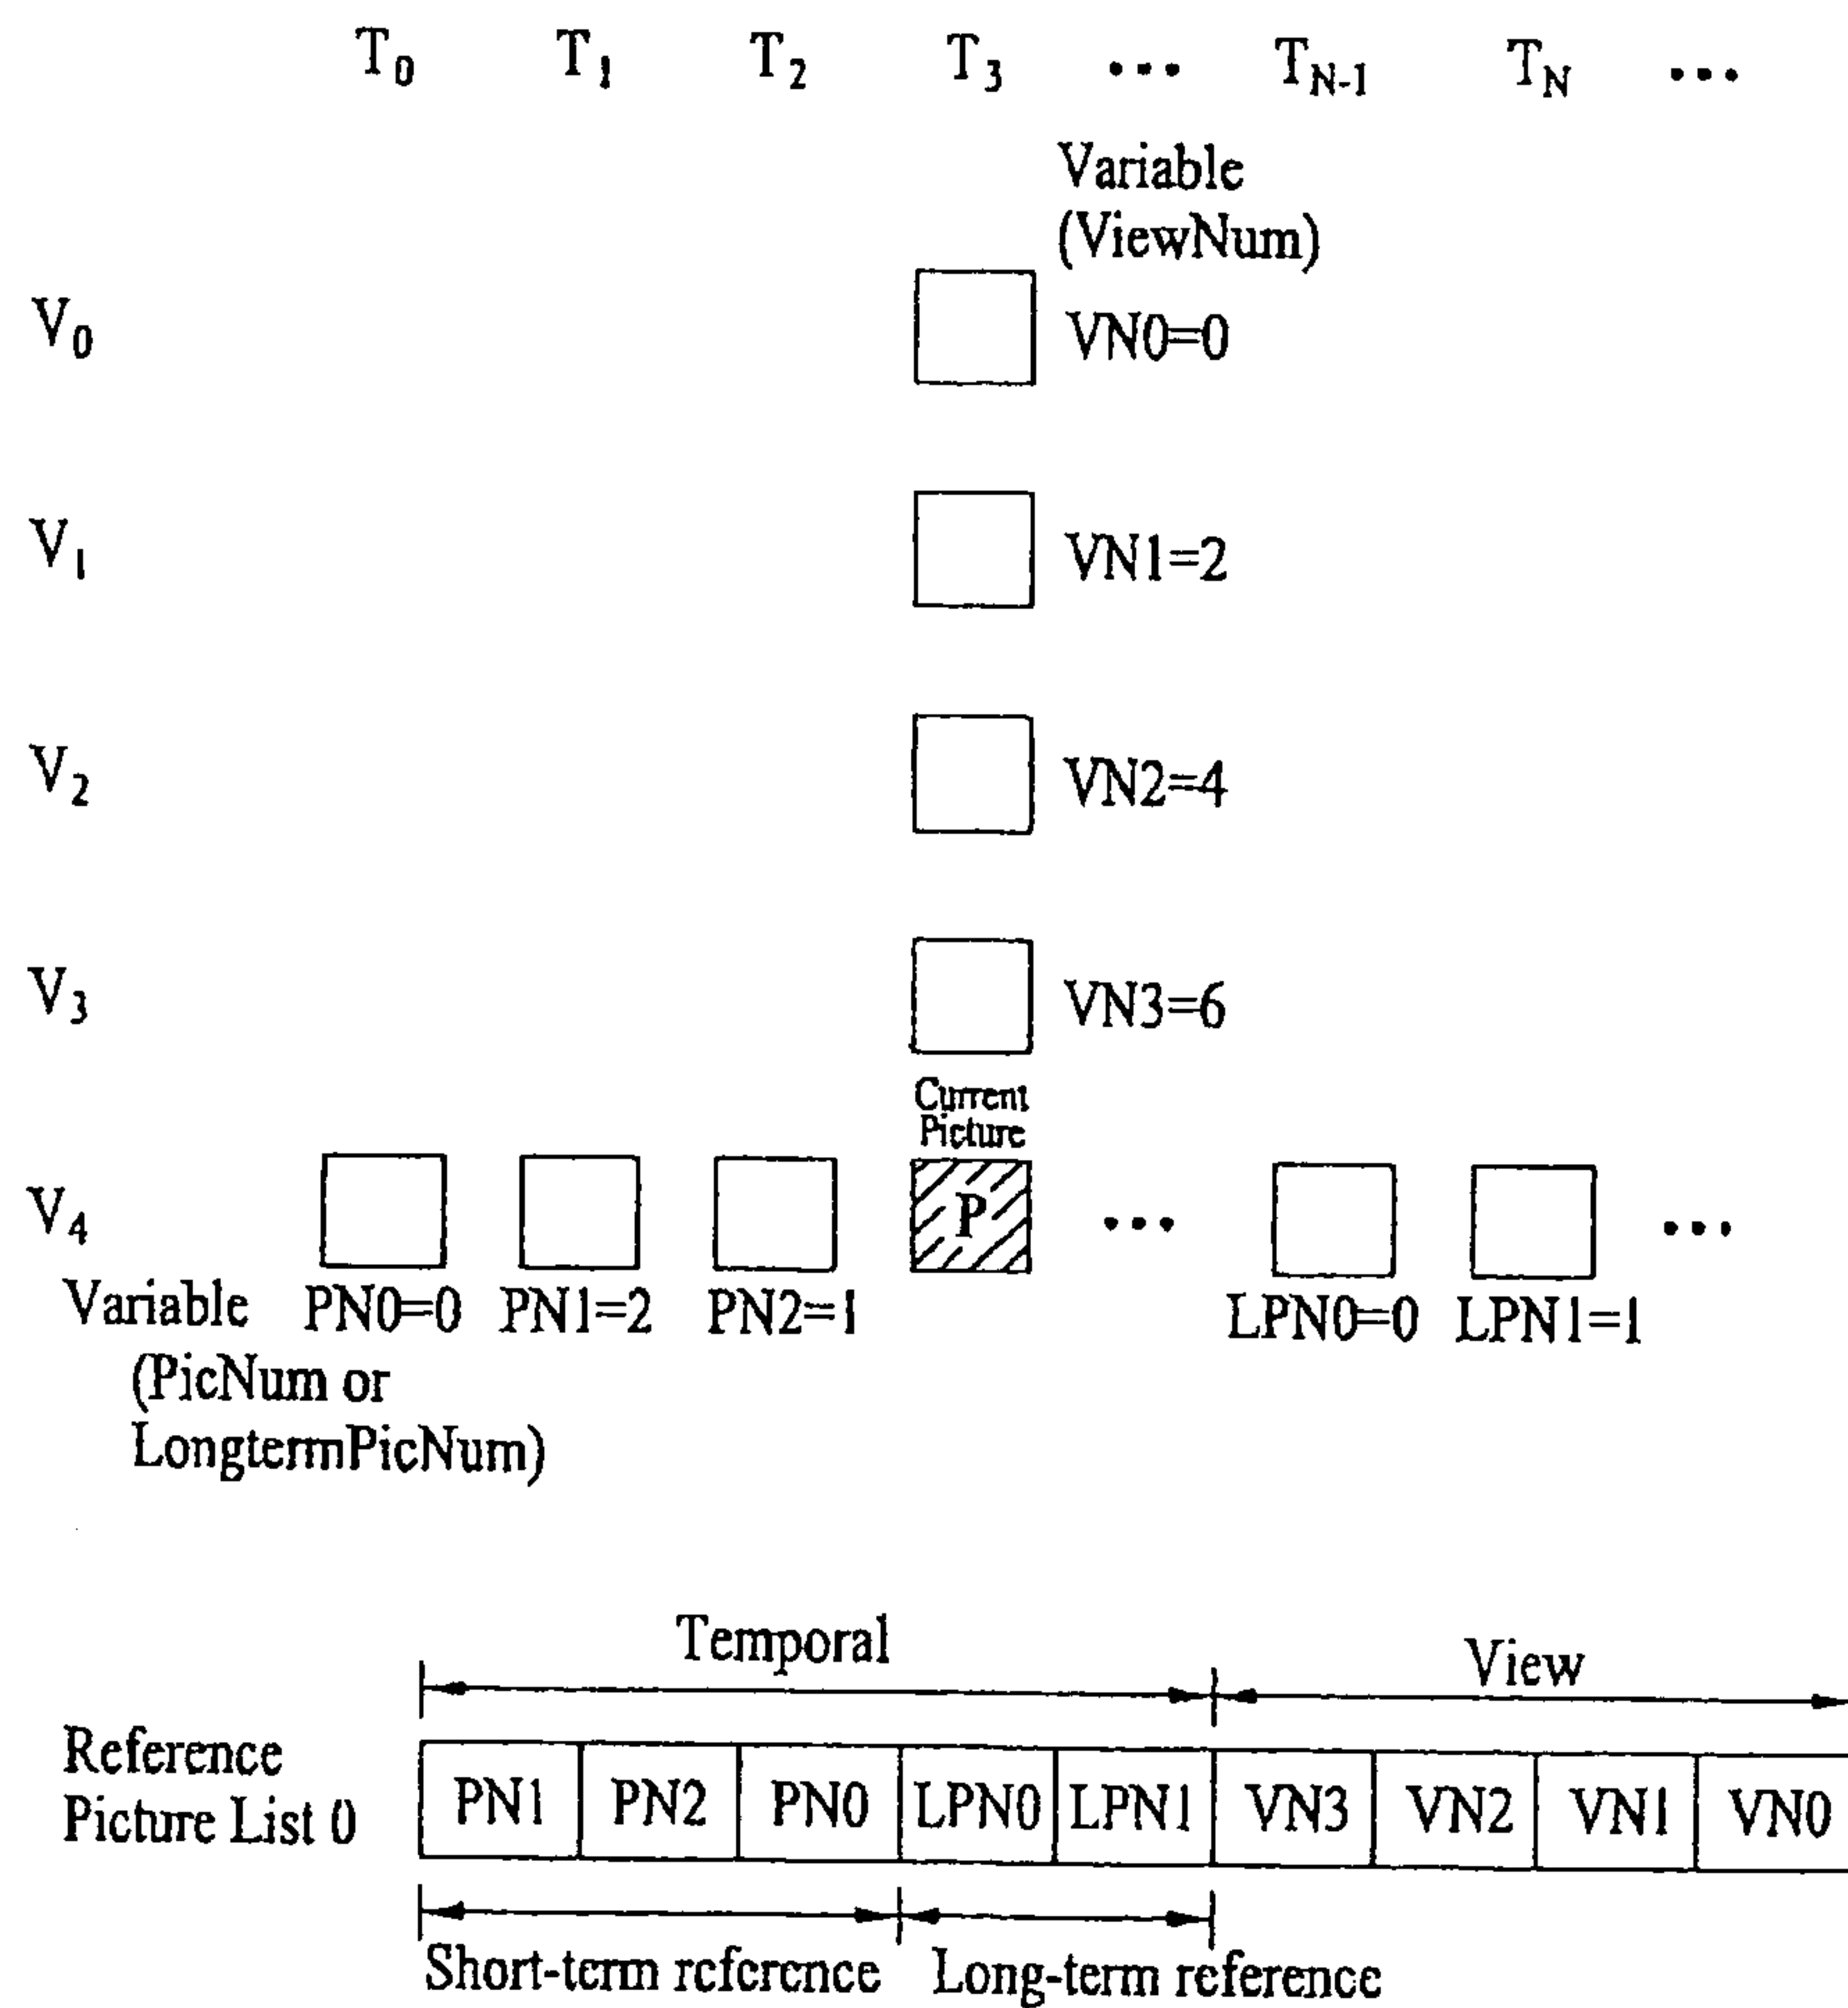 T0 T1 T2 T3 ... TN-1 TN ...
Variable
(ViewNum)
V0 VN0=0
V1 VN1=2
V2 VN2=4
V3 VN3=6
Current
Picture
V4 P ... ...
Variable PN0=0 PN1=2 PN2=1 LPN0=0 LPN1=1
(PicNum or
LongtermPicNum)
Temporal View
Reference
Picture List 0
PN1 PN2 PN0 LPN0 LPN1 VN3 VN2 VN1 VN0
Short-term reference Long-term reference